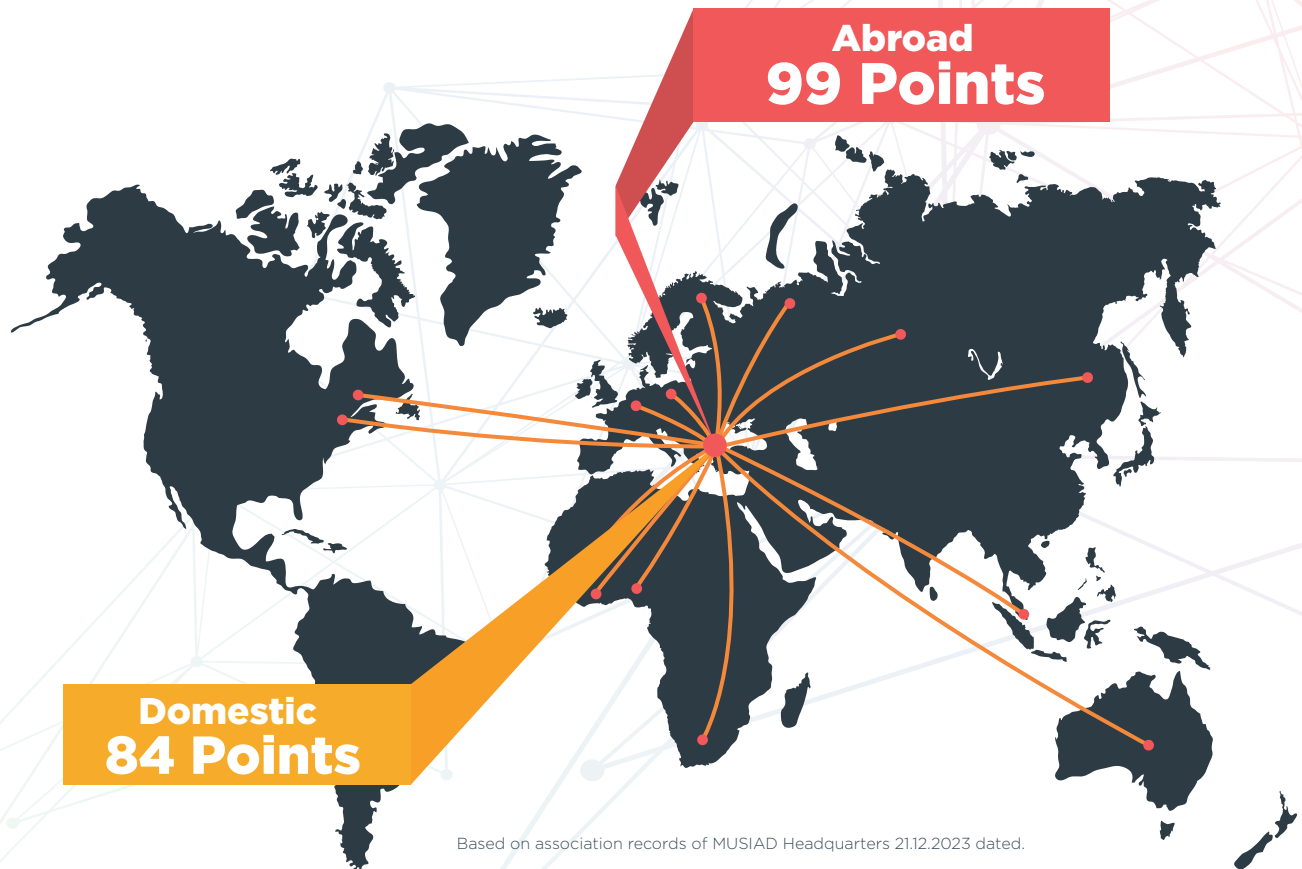 Abroad
99 Points
Domestic
84 Points
Based on association records of MUSIAD Headquarters 21.12.2023 dated.